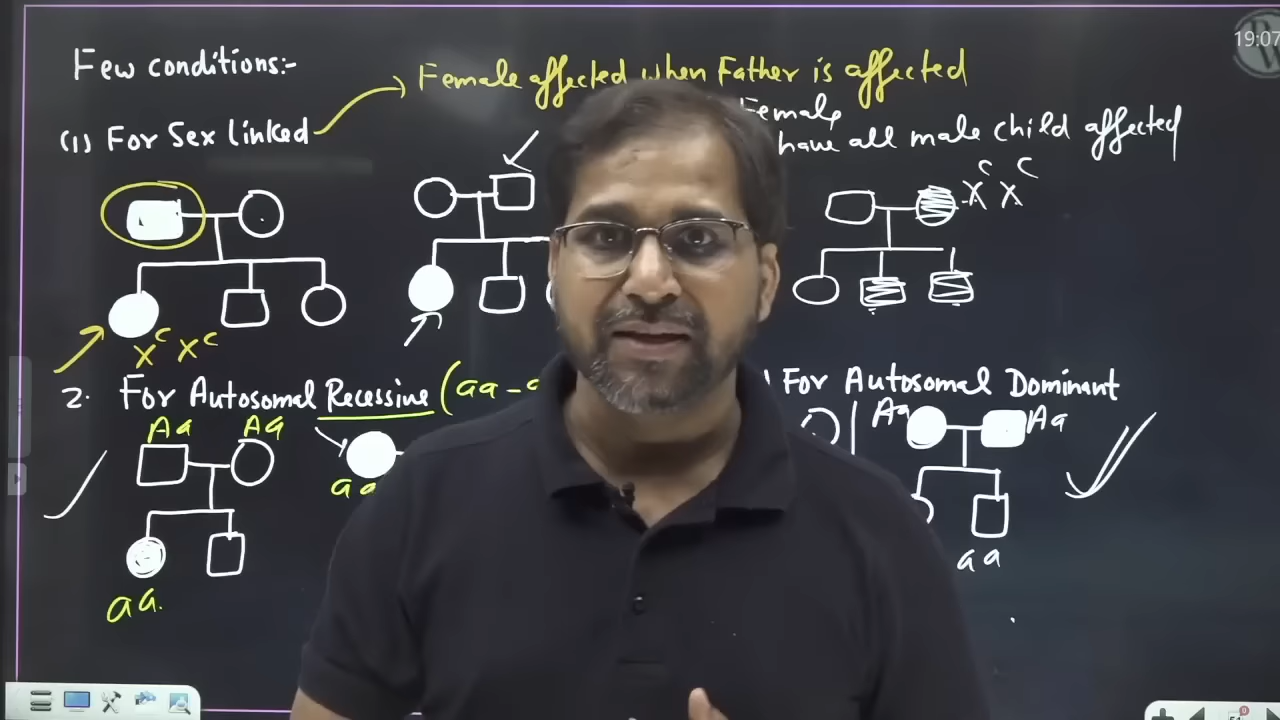 Few conditions:-
Female affected when Father is affected
(1) For Sex linked
Female
have all male child affected
X^c X^c
X^c X^c
2. For Autosomal Recessive (aa-
For Autosomal Dominant
Aa Aa
Aa Aa
aa
aa
aa.
19:07